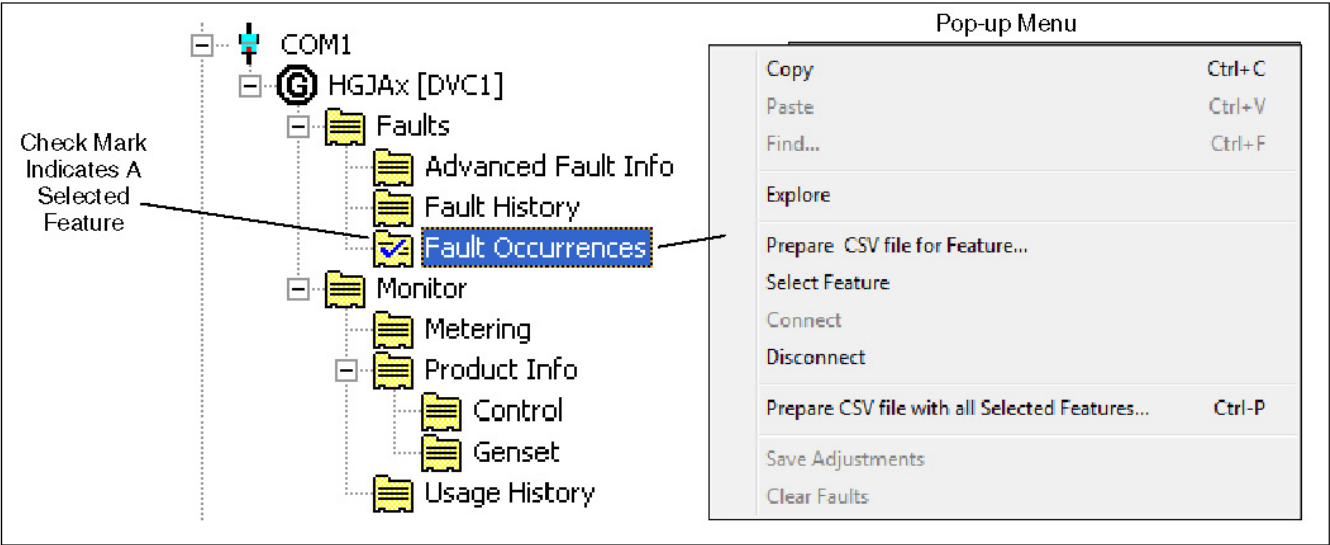 Pop-up Menu
COM1
HGJAx [DVC1]
Faults
Advanced Fault Info
Fault History
Fault Occurrences
Monitor
Metering
Product Info
Control
Genset
Usage History
Check Mark
Indicates A
Selected
Feature
Copy Ctrl+C
Paste Ctrl+V
Find... Ctrl+F
Explore
Prepare CSV file for Feature...
Select Feature
Connect
Disconnect
Prepare CSV file with all Selected Features... Ctrl-P
Save Adjustments
Clear Faults